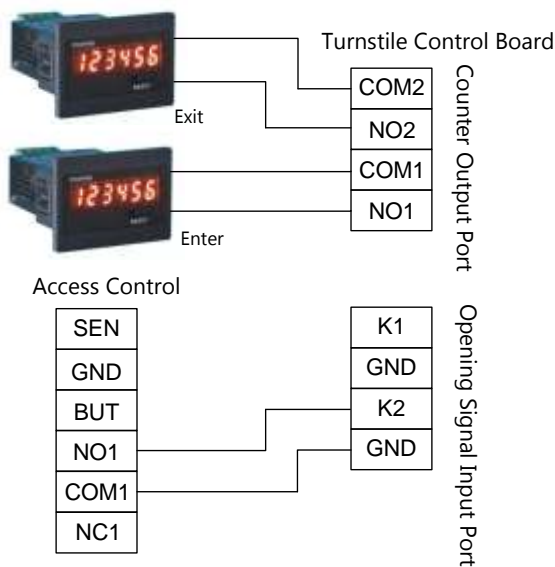 Turnstile Control Board
123456
Exit
COM2
NO2
COM1
NO1
Counter Output Port
123456
Enter
Access Control
SEN
GND
BUT
NO1
COM1
NC1
K1
GND
K2
GND
Opening Signal Input Port